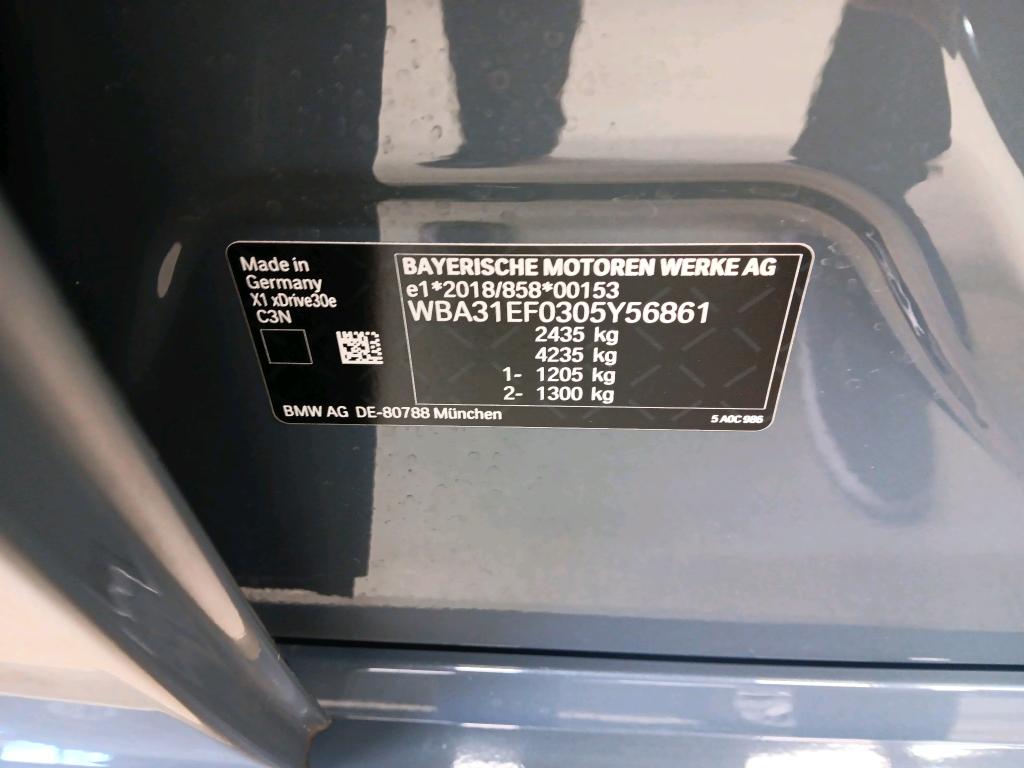 Made in
Germany
X1 xDrive30e
C3N
BAYERISCHE MOTOREN WERKE AG
e1*2018/858*00153
WBA31EF0305Y56861
2435 kg
4235 kg
1- 1205 kg
2- 1300 kg
BMW AG DE-80788 München
5 A0C 986